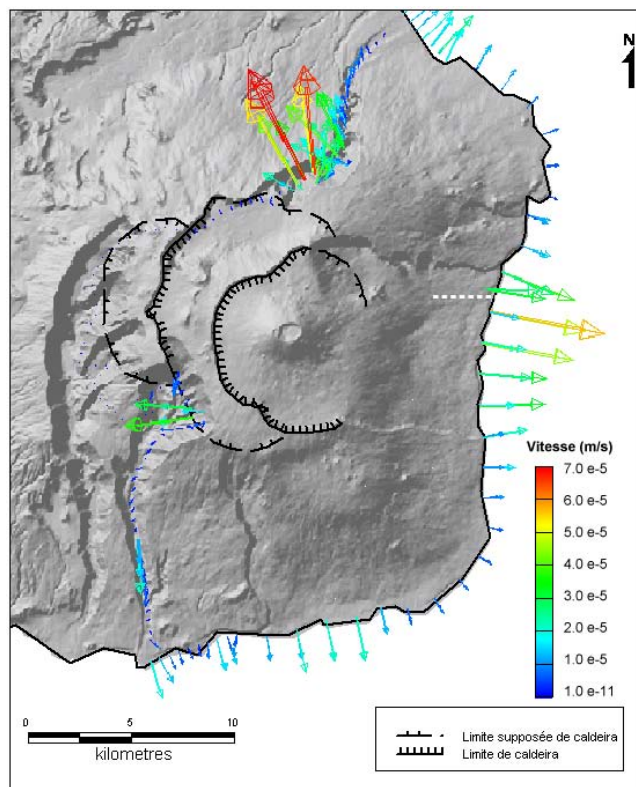 N
Vitesse (m/s)
7.0 e-5
6.0 e-5
5.0 e-5
4.0 e-5
3.0 e-5
2.0 e-5
1.0 e-5
1.0 e-11
0 5 10
kilometres
Limite supposée de caldeira
Limite de caldeira